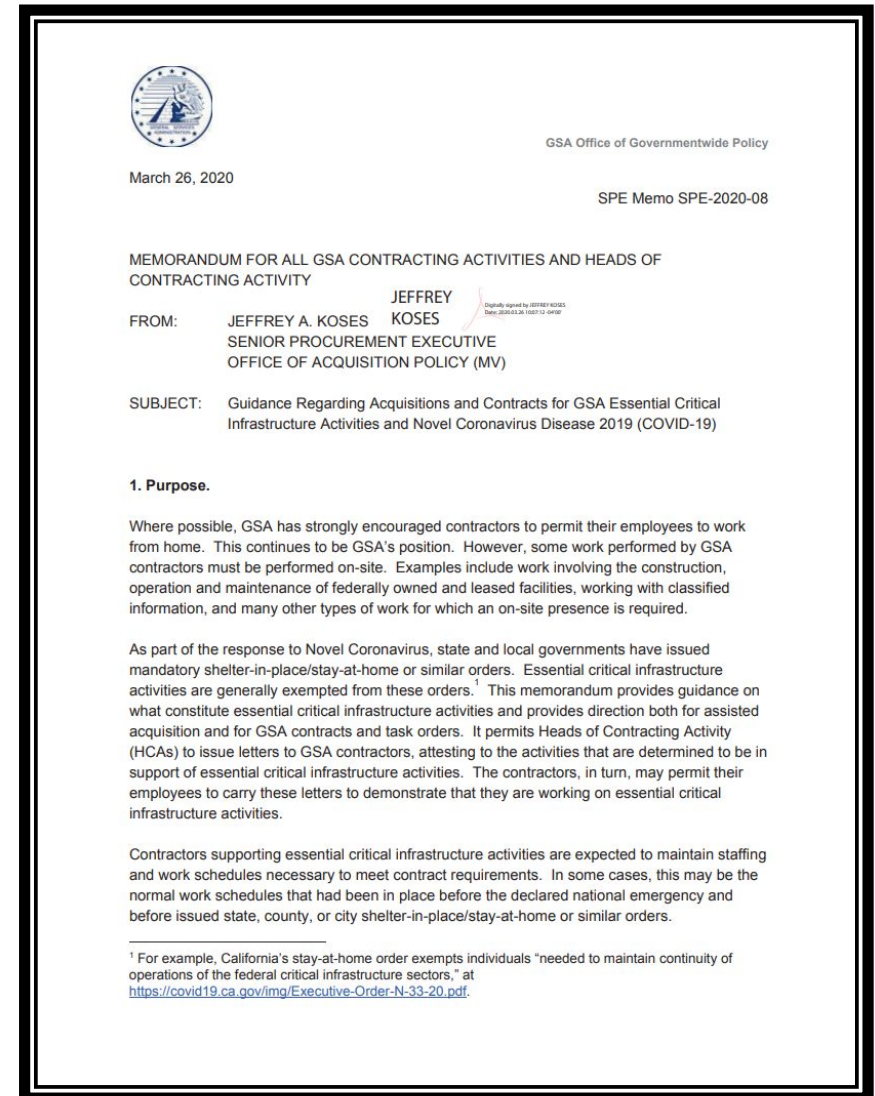 GENERAL SERVICES
ADMINISTRATION
GSA Office of Governmentwide Policy
March 26, 2020
SPE Memo SPE-2020-08
MEMORANDUM FOR ALL GSA CONTRACTING ACTIVITIES AND HEADS OF
CONTRACTING ACTIVITY
FROM: JEFFREY A. KOSES
JEFFREY
KOSES
Digitally signed by JEFFREY KOSES
Date: 2020.03.26 10:07:12 -04'00'
SENIOR PROCUREMENT EXECUTIVE
OFFICE OF ACQUISITION POLICY (MV)
SUBJECT: Guidance Regarding Acquisitions and Contracts for GSA Essential Critical
Infrastructure Activities and Novel Coronavirus Disease 2019 (COVID-19)
1. Purpose.
Where possible, GSA has strongly encouraged contractors to permit their employees to work
from home. This continues to be GSA's position. However, some work performed by GSA
contractors must be performed on-site. Examples include work involving the construction,
operation and maintenance of federally owned and leased facilities, working with classified
information, and many other types of work for which an on-site presence is required.
As part of the response to Novel Coronavirus, state and local governments have issued
mandatory shelter-in-place/stay-at-home or similar orders. Essential critical infrastructure
activities are generally exempted from these orders.1 This memorandum provides guidance on
what constitute essential critical infrastructure activities and provides direction both for assisted
acquisition and for GSA contracts and task orders. It permits Heads of Contracting Activity
(HCAs) to issue letters to GSA contractors, attesting to the activities that are determined to be in
support of essential critical infrastructure activities. The contractors, in turn, may permit their
employees to carry these letters to demonstrate that they are working on essential critical
infrastructure activities.
Contractors supporting essential critical infrastructure activities are expected to maintain staffing
and work schedules necessary to meet contract requirements. In some cases, this may be the
normal work schedules that had been in place before the declared national emergency and
before issued state, county, or city shelter-in-place/stay-at-home or similar orders.
1 For example, California's stay-at-home order exempts individuals "needed to maintain continuity of
operations of the federal critical infrastructure sectors," at
https://covid19.ca.gov/img/Executive-Order-N-33-20.pdf.